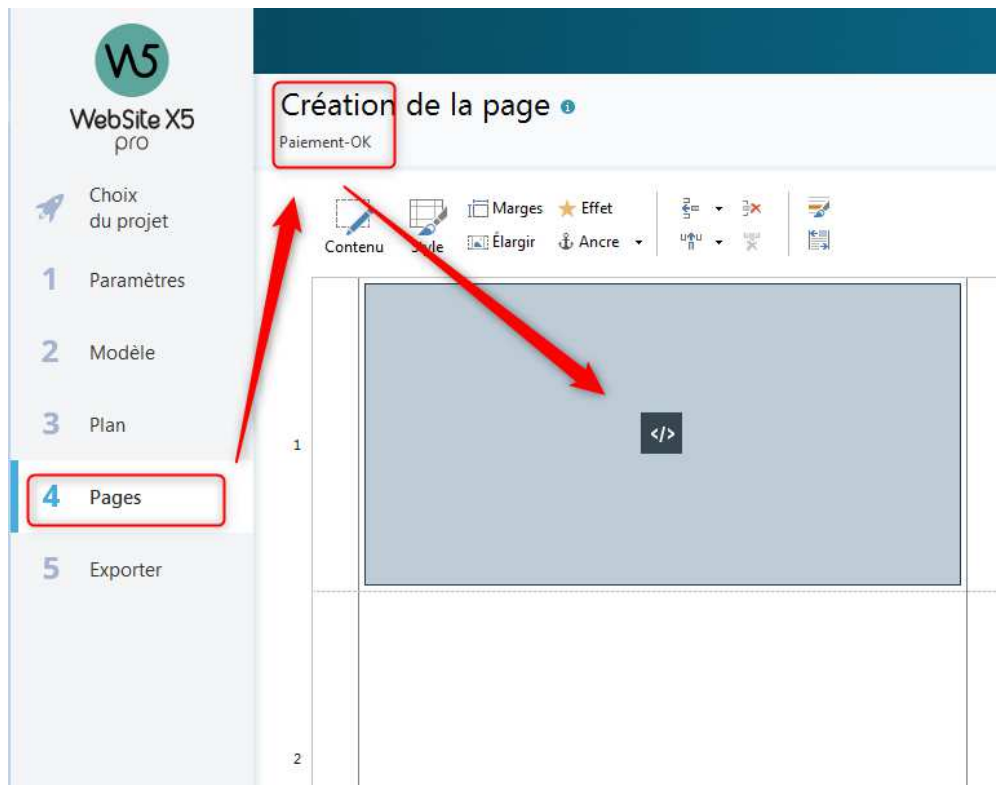 W5
WebSite X5
pro
Création de la page
Paiement-OK
Choix
du projet
1 Paramètres
2 Modèle
3 Plan
4 Pages
5 Exporter
Contenu
Style
Marges
Effet
Élargir
Ancre
1
</>
2